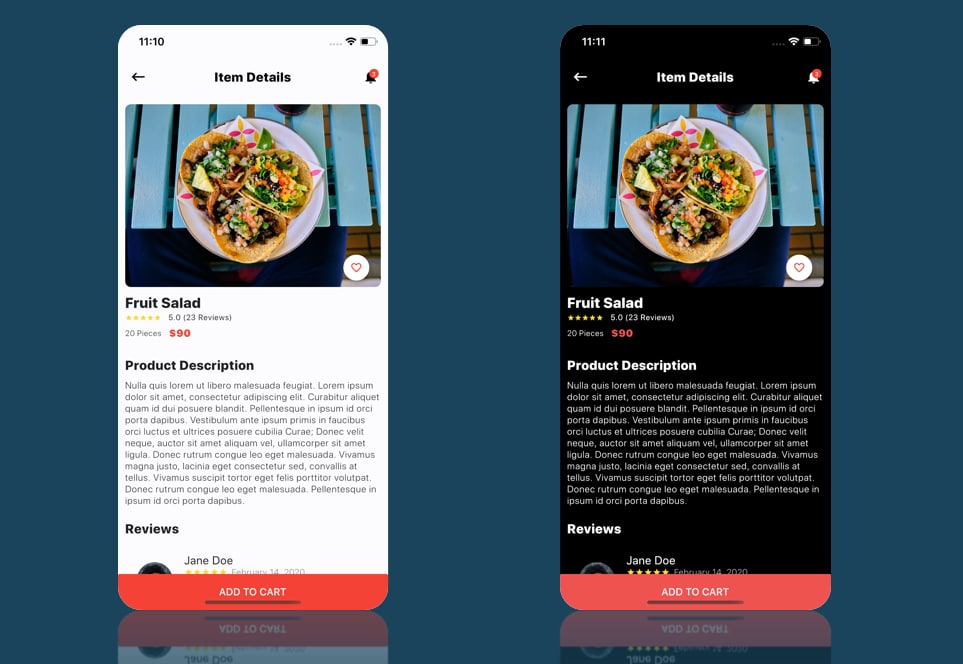 11:10
Item Details
3
Fruit Salad
5.0 (23 Reviews)
20 Pieces $90
Product Description
Nulla quis lorem ut libero malesuada feugiat. Lorem ipsum
dolor sit amet, consectetur adipiscing elit. Curabitur aliquet
quam id dui posuere blandit. Pellentesque in ipsum id orci
porta dapibus. Vestibulum ante ipsum primis in faucibus
orci luctus et ultrices posuere cubilia Curae; Donec velit
neque, auctor sit amet aliquam vel, ullamcorper sit amet
ligula. Donec rutrum congue leo eget malesuada. Vivamus
magna justo, lacinia eget consectetur sed, convallis at
tellus. Vivamus suscipit tortor eget felis porttitor volutpat.
Donec rutrum congue leo eget malesuada. Pellentesque in
ipsum id orci porta dapibus.
Reviews
Jane Doe
February 14, 2020
ADD TO CART
ADD TO CART
Jane Doe
11:11
Item Details
3
Fruit Salad
5.0 (23 Reviews)
20 Pieces $90
Product Description
Nulla quis lorem ut libero malesuada feugiat. Lorem ipsum
dolor sit amet, consectetur adipiscing elit. Curabitur aliquet
quam id dui posuere blandit. Pellentesque in ipsum id orci
porta dapibus. Vestibulum ante ipsum primis in faucibus
orci luctus et ultrices posuere cubilia Curae; Donec velit
neque, auctor sit amet aliquam vel, ullamcorper sit amet
ligula. Donec rutrum congue leo eget malesuada. Vivamus
magna justo, lacinia eget consectetur sed, convallis at
tellus. Vivamus suscipit tortor eget felis porttitor volutpat.
Donec rutrum congue leo eget malesuada. Pellentesque in
ipsum id orci porta dapibus.
Reviews
Jane Doe
February 14, 2020
ADD TO CART
ADD TO CART
Jane Doe